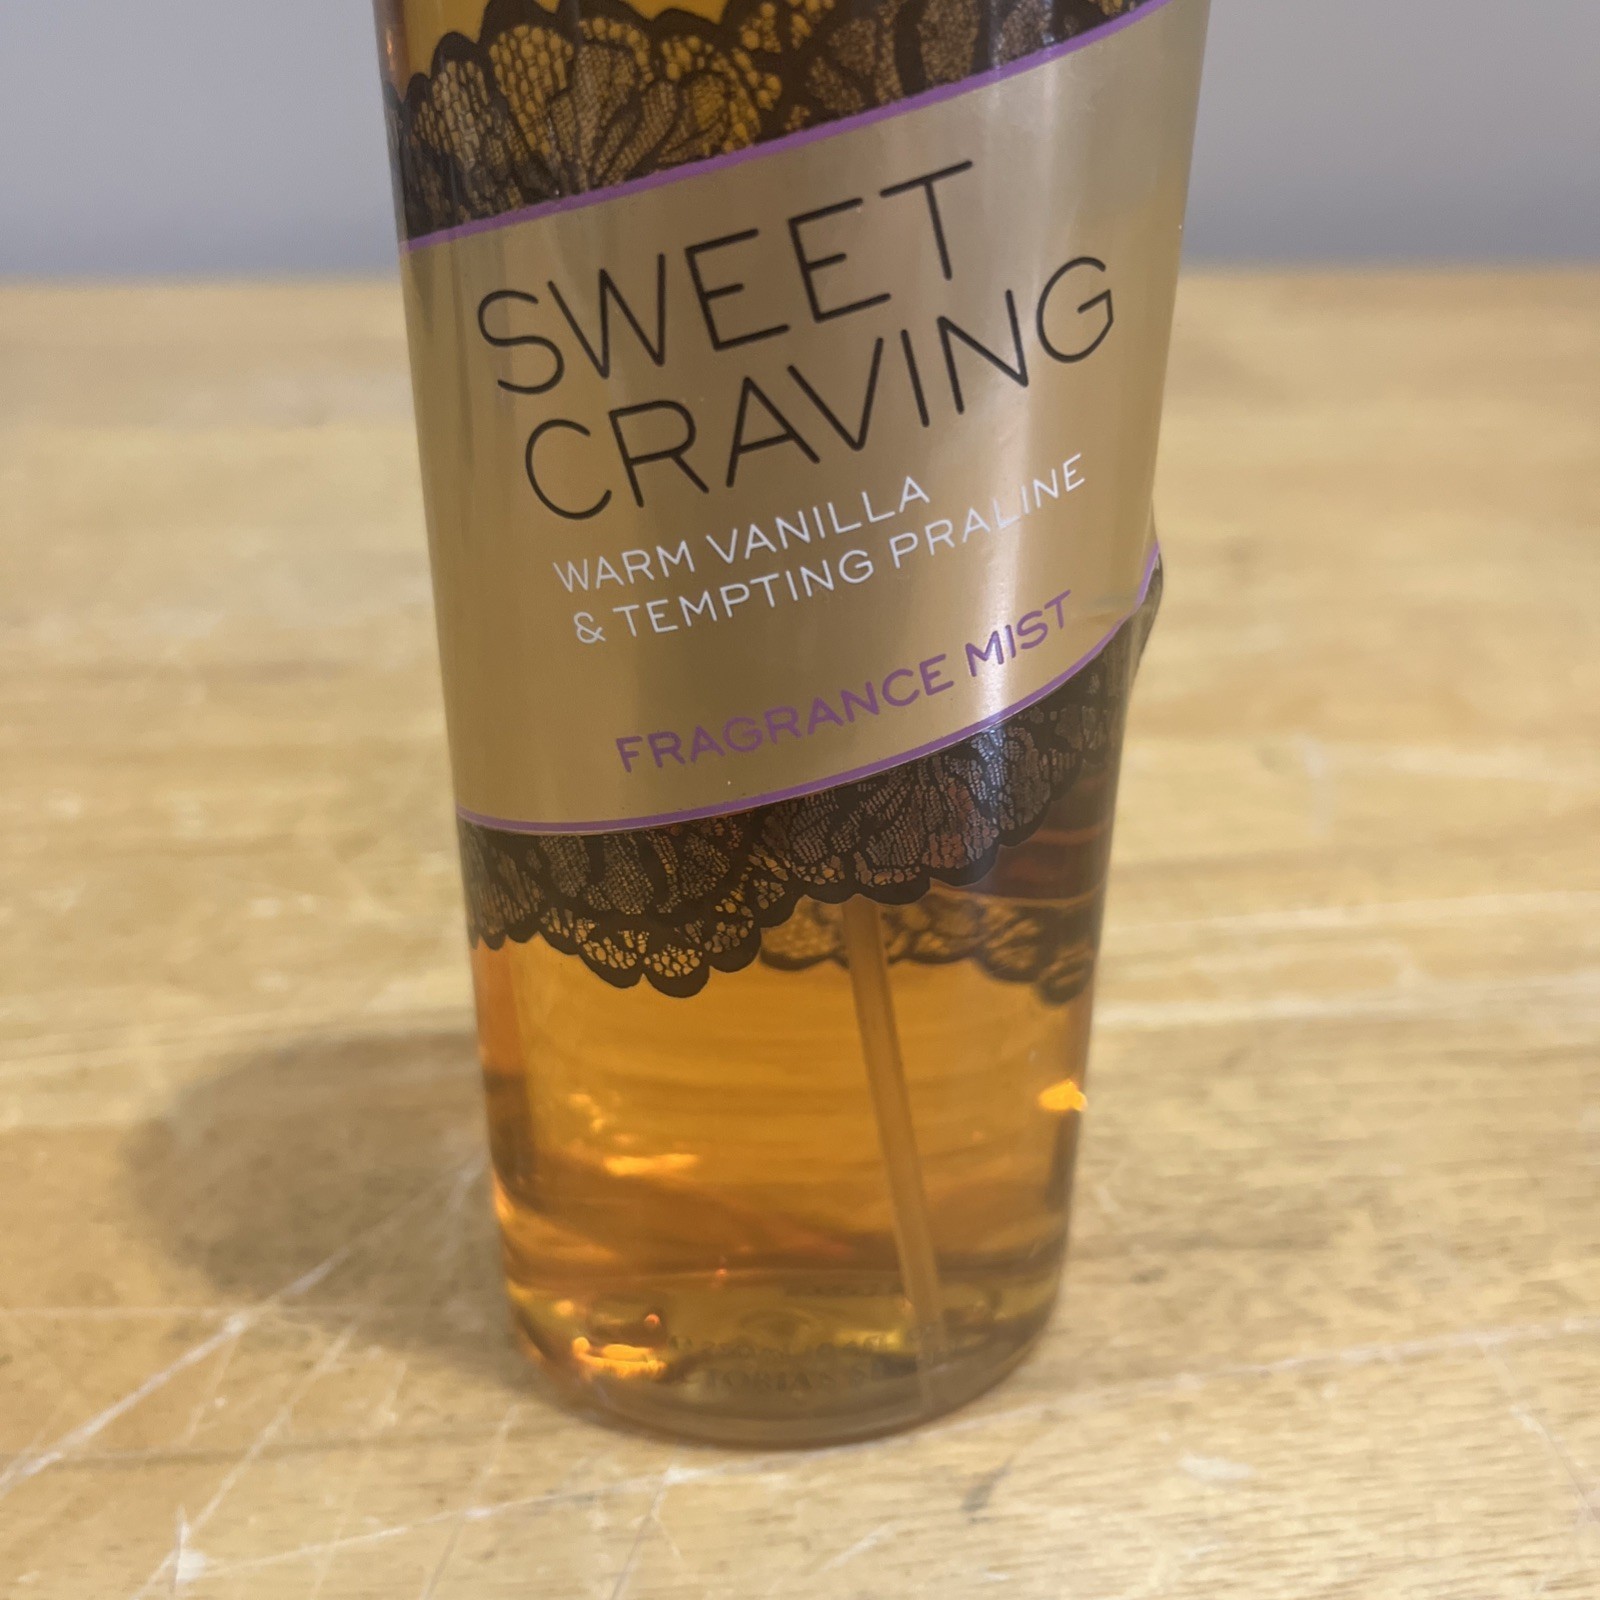 SWEET
CRAVING
WARM VANILLA
& TEMPTING PRALINE
FRAGRANCE MIST